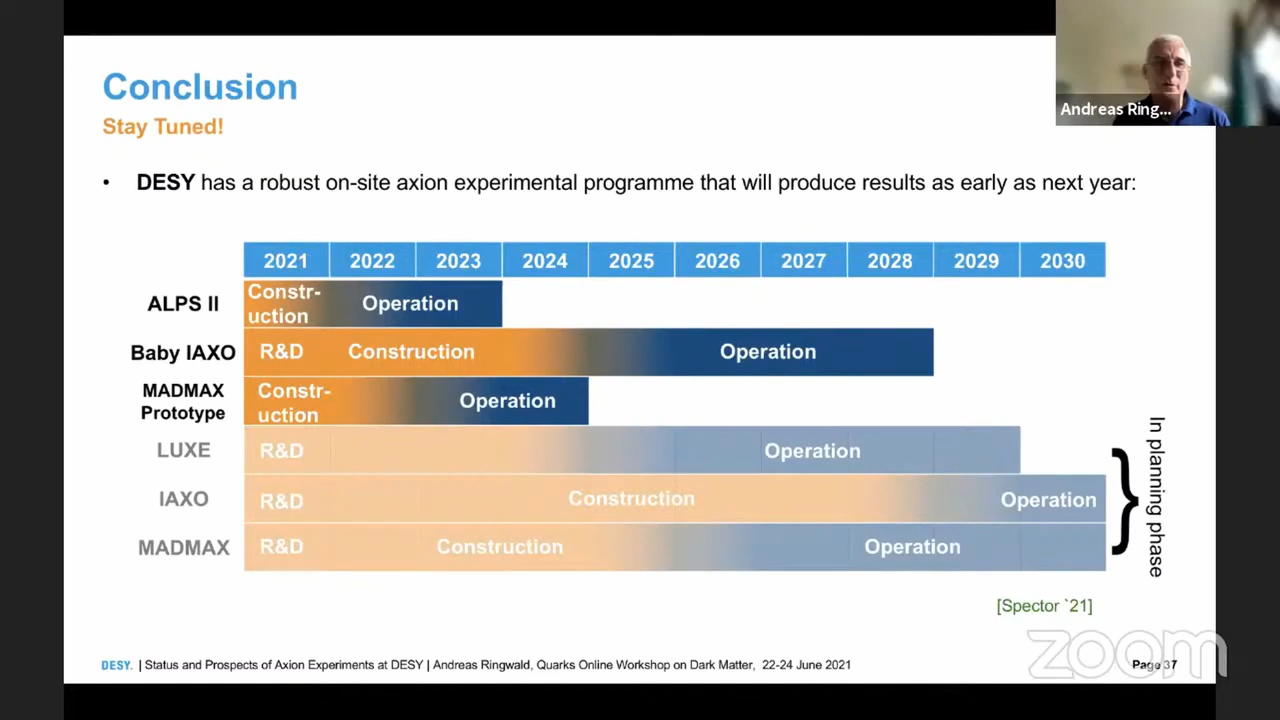 Conclusion
Stay Tuned!
Andreas Ring...
• DESY has a robust on-site axion experimental programme that will produce results as early as next year:
2021 2022 2023 2024 2025 2026 2027 2028 2029 2030
ALPS II Constr-
uction Operation
Baby IAXO R&D Construction Operation
MADMAX
Prototype Constr-
uction Operation
LUXE R&D Operation
IAXO R&D Construction Operation
MADMAX R&D Construction Operation
In planning phase
[Spector `21]
zoom
DESY. | Status and Prospects of Axion Experiments at DESY | Andreas Ringwald, Quarks Online Workshop on Dark Matter, 22-24 June 2021 Page 37